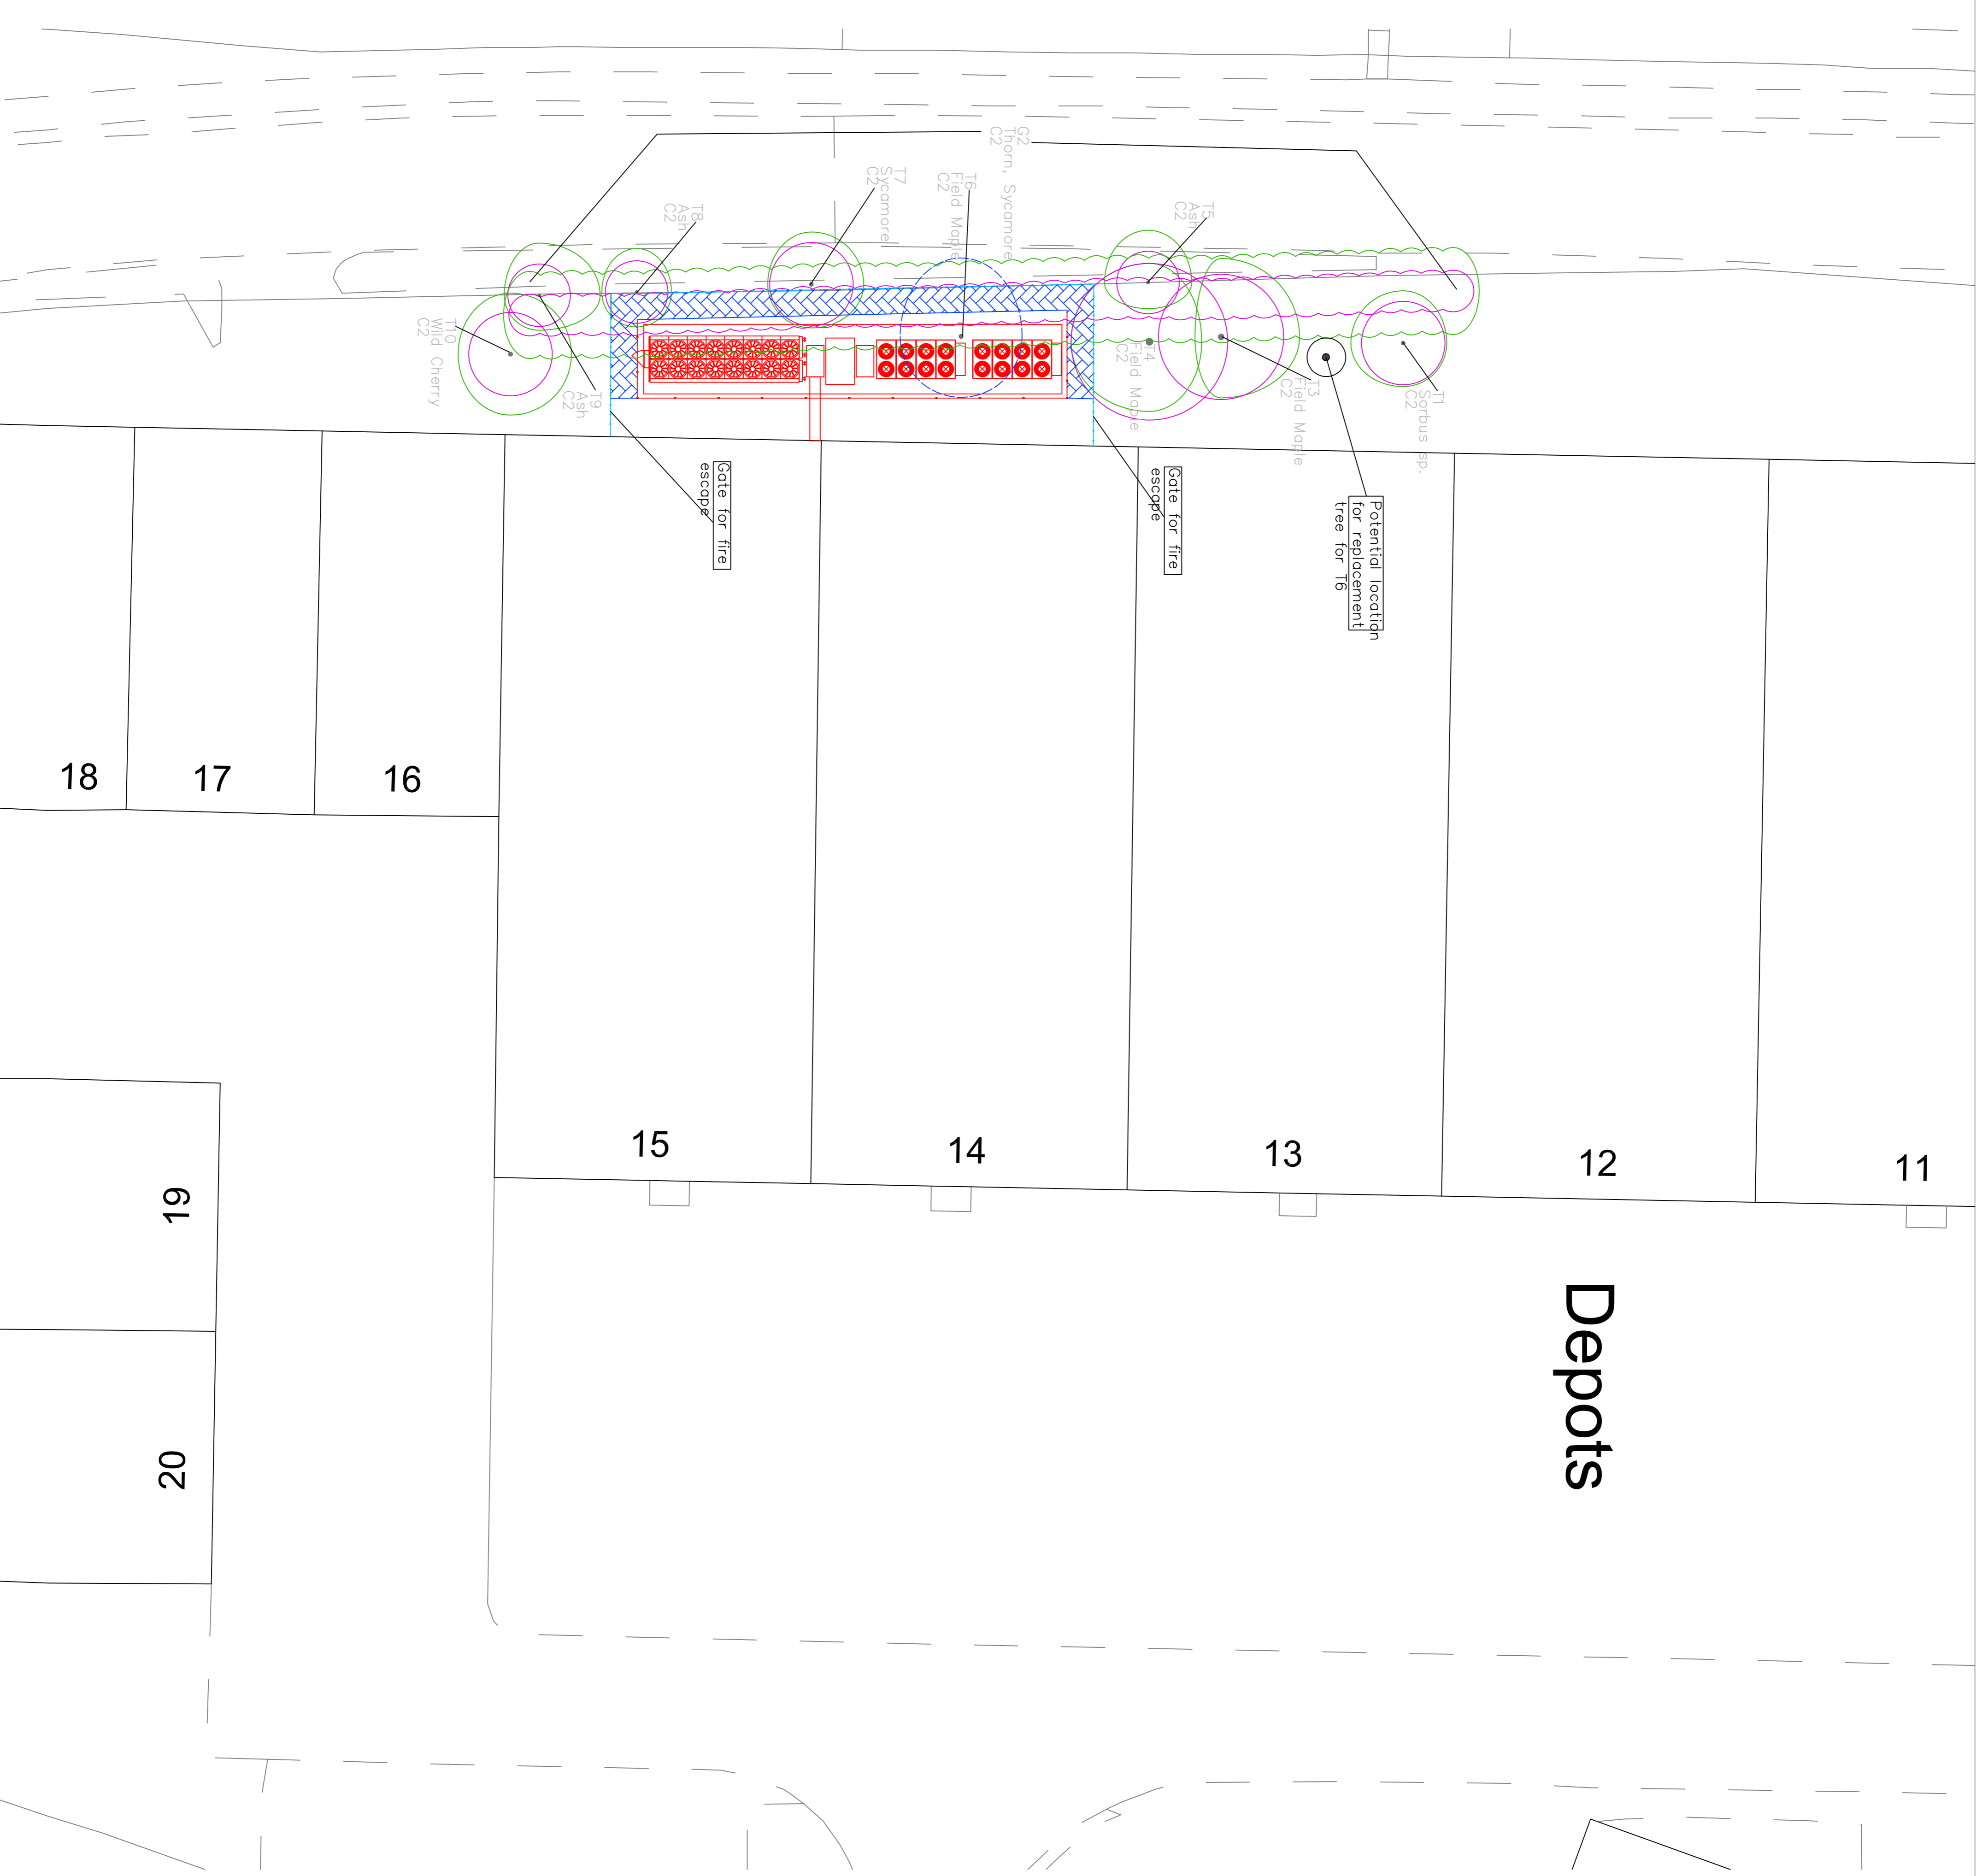 G2
Thorn, Sycamore
C2
T7
Sycamore
C2
T6
Field Maple
C2
T8
Ash
C2
T5
Ash
C2
T10
Wild Cherry
C2
T9
Ash
C2
T4
Field Maple
C2
T3
Field Maple
C2
T1
Sorbus sp.
C2
Gate for fire
escape
Gate for fire
escape
Potential location
for replacement
tree for T6
18
17
16
15
14
13
12
11
19
20
Depots